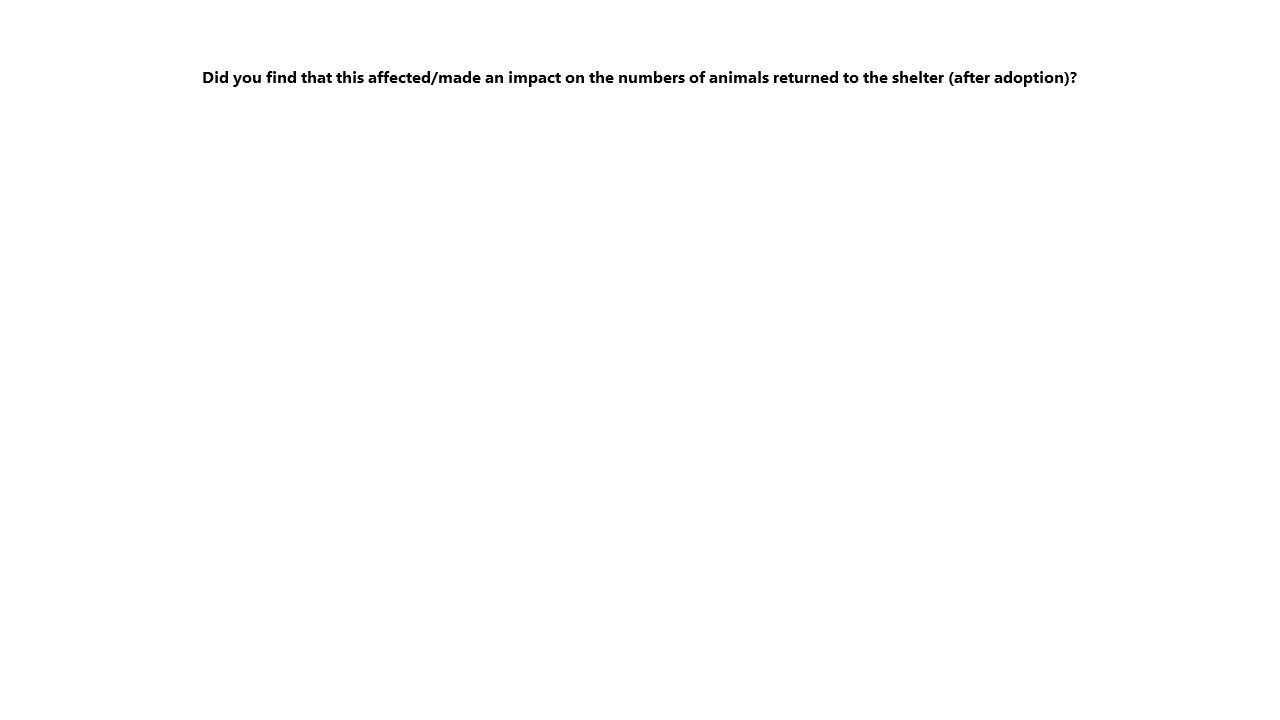 Did you find that this affected/made an impact on the numbers of animals returned to the shelter (after adoption)?